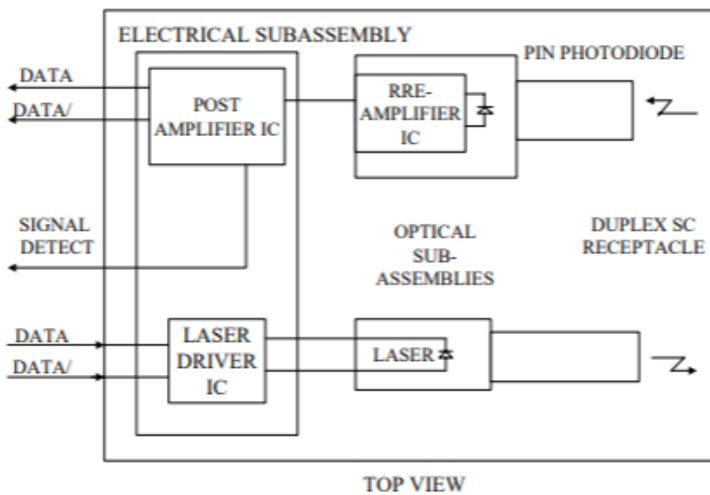 ELECTRICAL SUBASSEMBLY
PIN PHOTODIODE
DATA
DATA/
POST
AMPLIFIER IC
RRE-
AMPLIFIER
IC
SIGNAL
DETECT
OPTICAL
SUB-
ASSEMBLIES
DUPLEX SC
RECEPTACLE
DATA
DATA/
LASER
DRIVER
IC
LASER
TOP VIEW